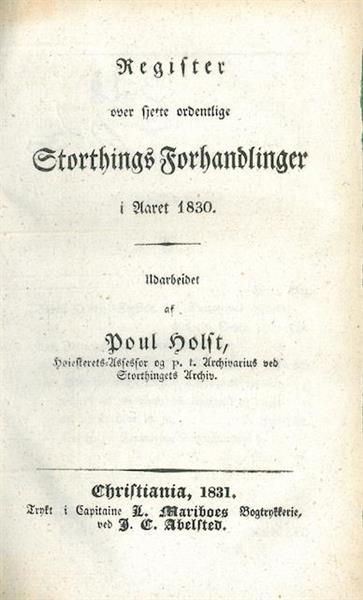 Register
over sjette ordentlige
Storthings Forhandlinger
i Aaret 1830.
Udarbeidet
af
Poul Holst,
Høiesterets-Assessor og p. t. Archivarius ved
Storthingets Archiv.
Christiania, 1831.
Trykt i Capitaine L. Mariboes Bogtrykkerie,
ved J. C. Abelsted.